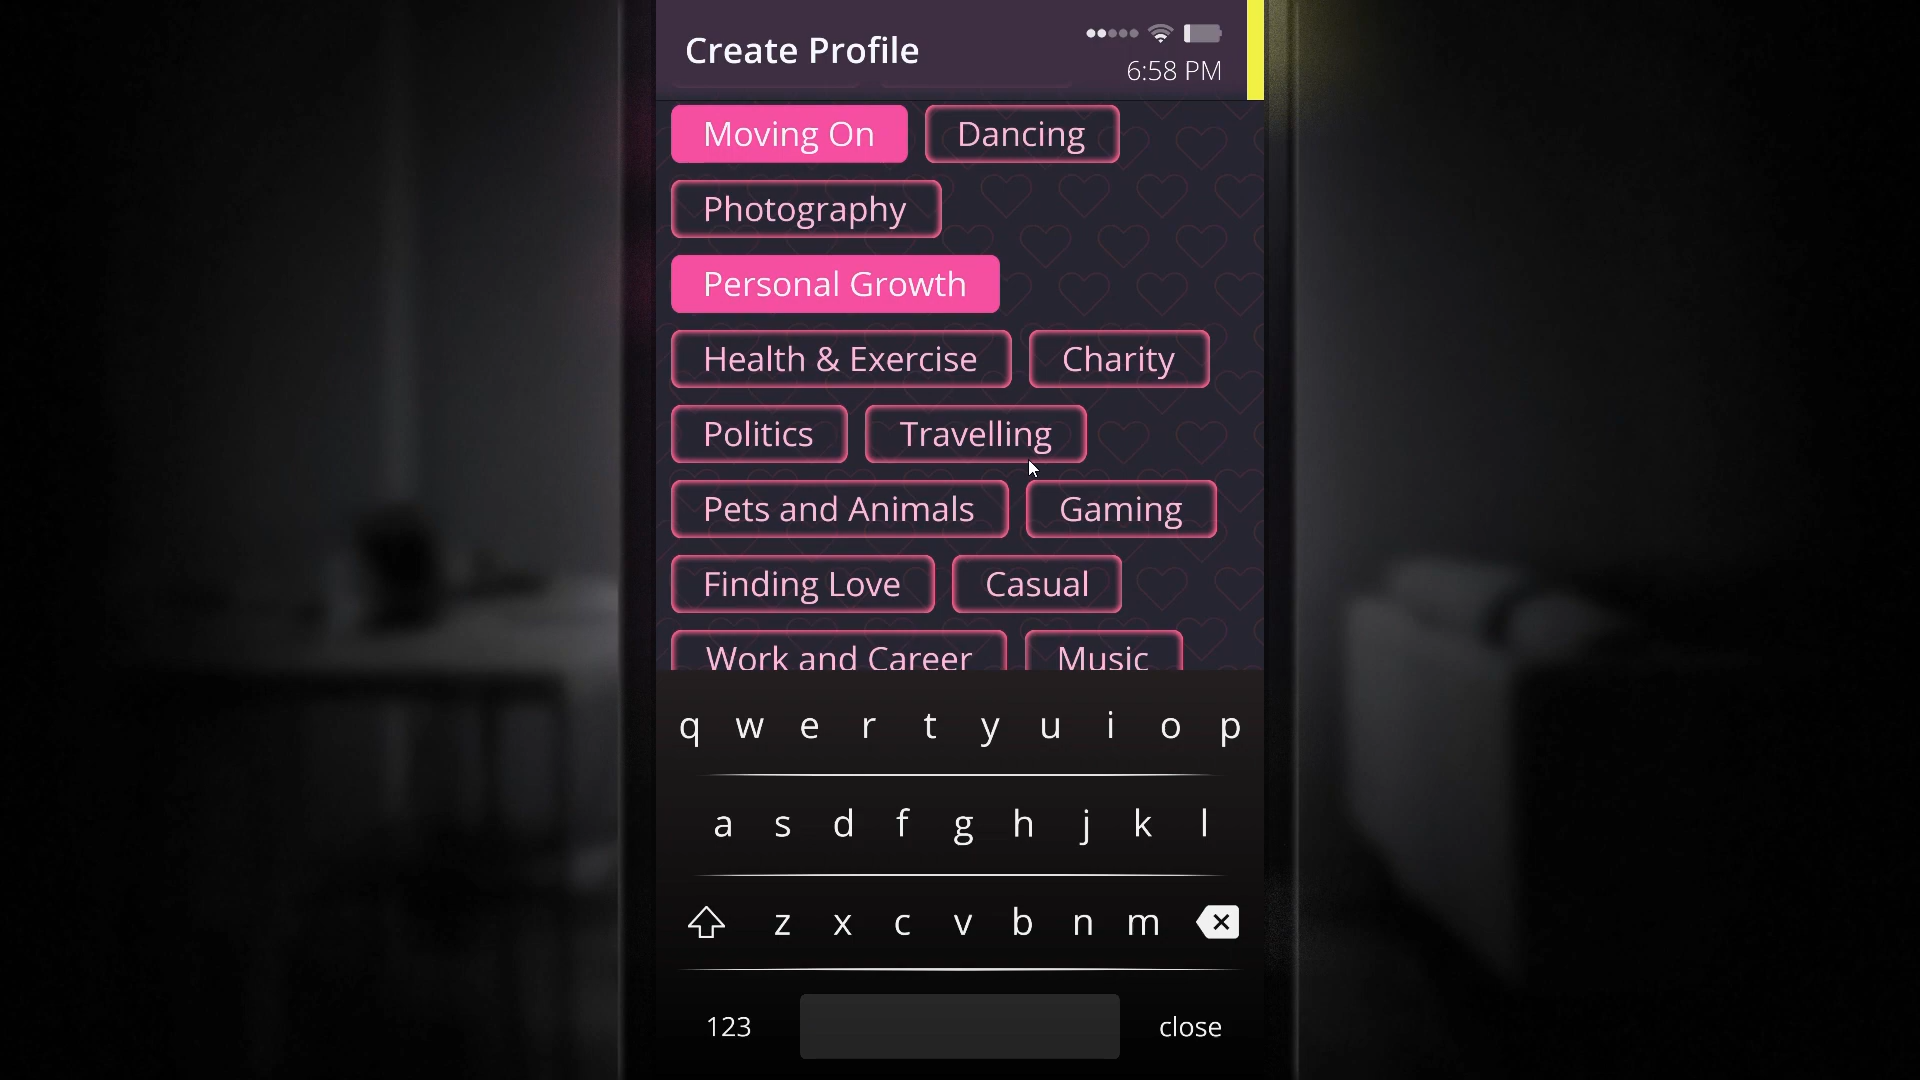 Create Profile
6:58 PM
Moving On Dancing
Photography
Personal Growth
Health & Exercise Charity
Politics Travelling
Pets and Animals Gaming
Finding Love Casual
Work and Career Music
q w e r t y u i o p
a s d f g h j k l
z x c v b n m
123 close